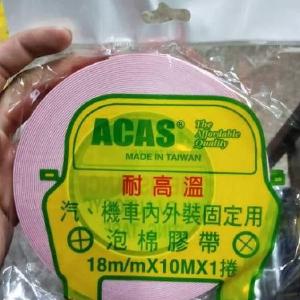 ACAS® The Affordable Quality
MADE IN TAIWAN
耐高溫
汽、機車內外裝固定用
泡棉膠帶
18m/mX10MX1捲